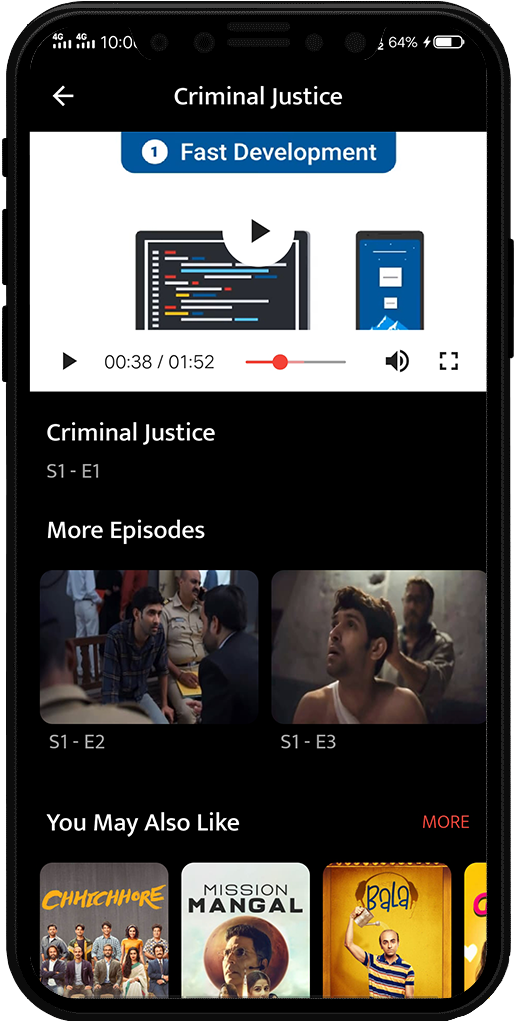 4G 4G 10:0
64%
Criminal Justice
1 Fast Development
00:38 / 01:52
Criminal Justice
S1 - E1
More Episodes
S1 - E2
S1 - E3
You May Also Like
MORE
CHHICHHORE
MISSION
MANGAL
BALA